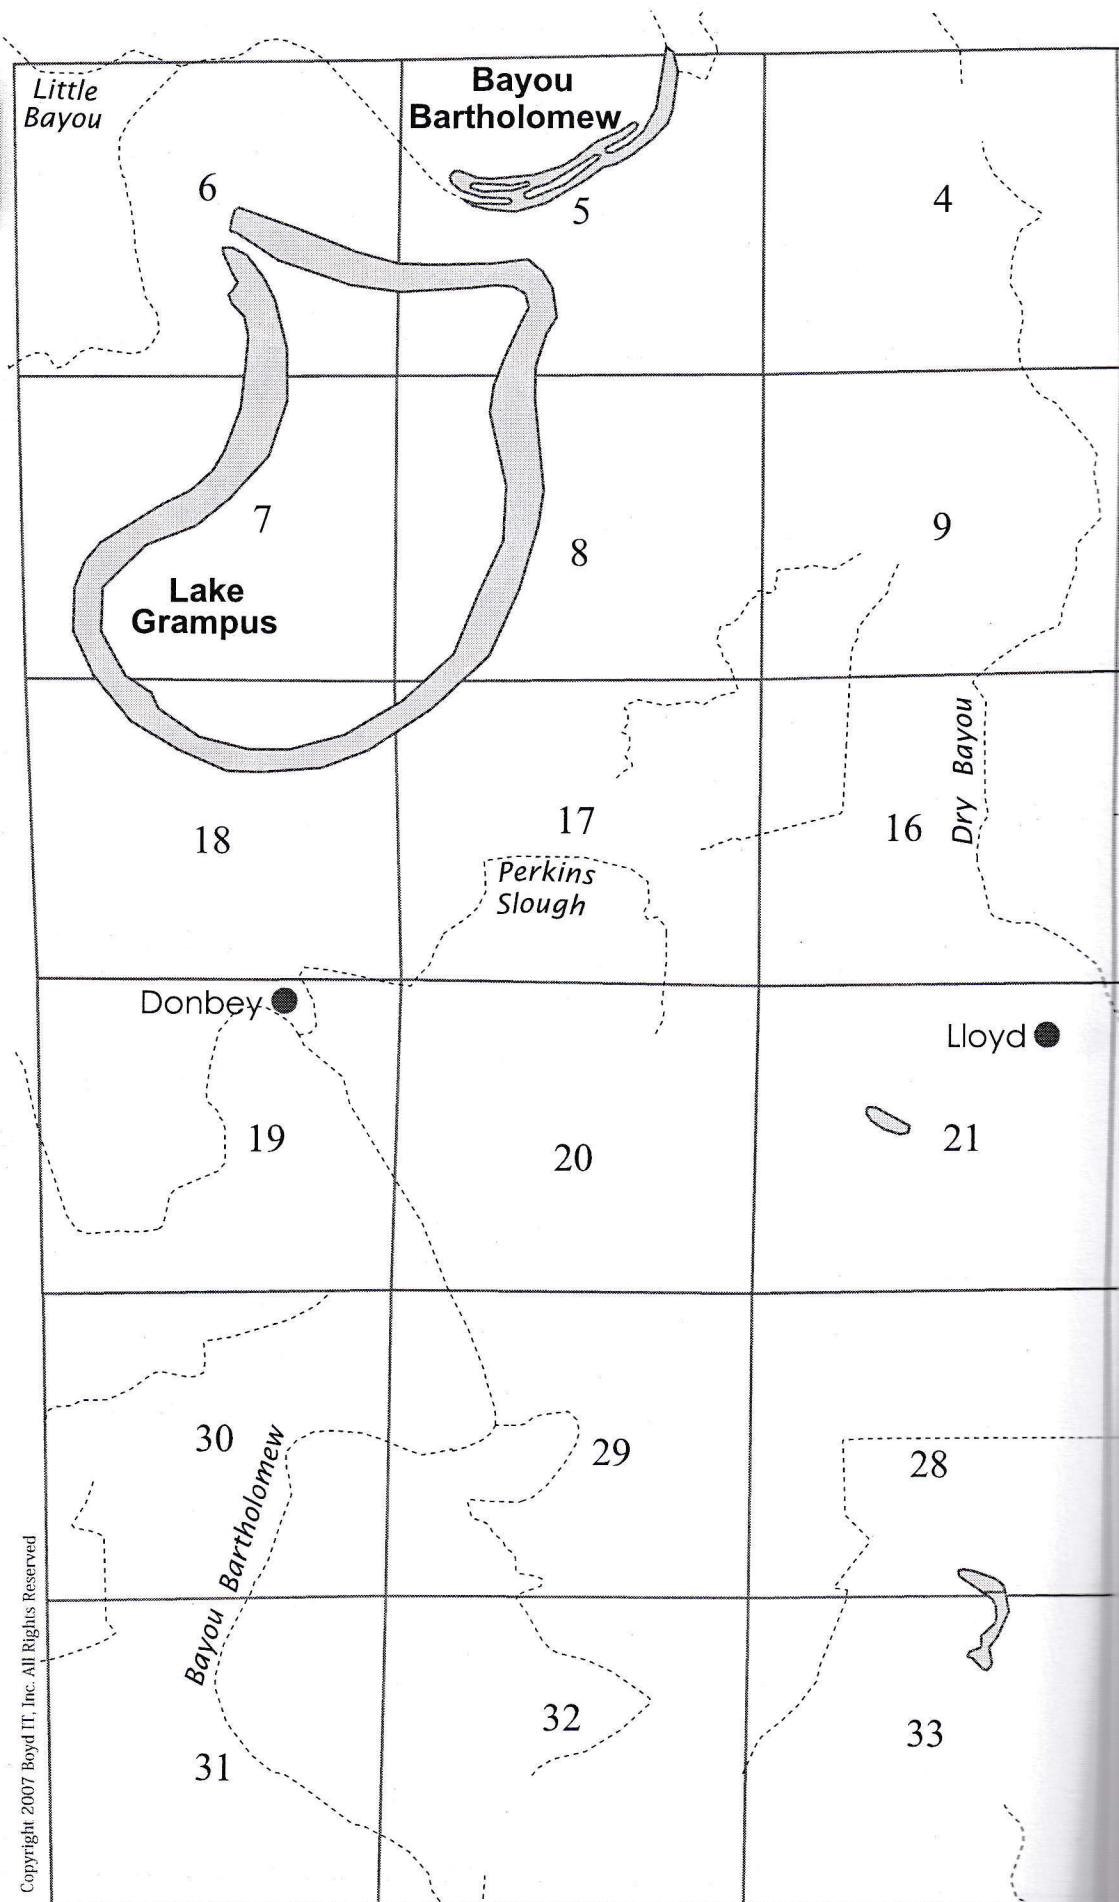 Little
Bayou
Bayou
Bartholomew
6
5
4
7
8
9
Lake
Grampus
18
17
16
Dry Bayou
Perkins
Slough
Donbey
Lloyd
19
20
21
30
29
28
Bayou Bartholomew
31
32
33
Copyright 2007 Boyd IT, Inc. All Rights Reserved